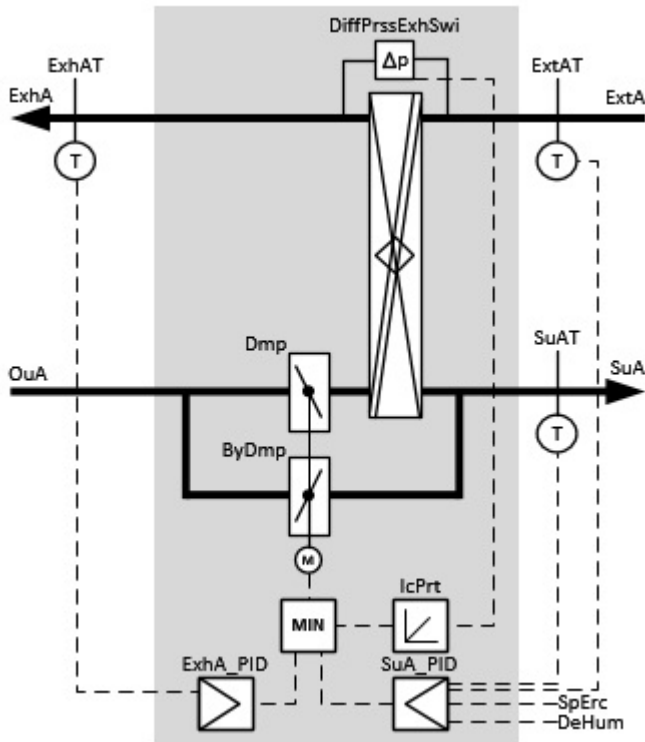 DiffPrssExhSwi
Δp
ExhAT
ExtAT
ExhA
ExtA
T
T
Dmp
SuAT
OuA
SuA
T
ByDmp
M
IcPrt
MIN
ExhA_PID
SuA_PID
SpErc
DeHum